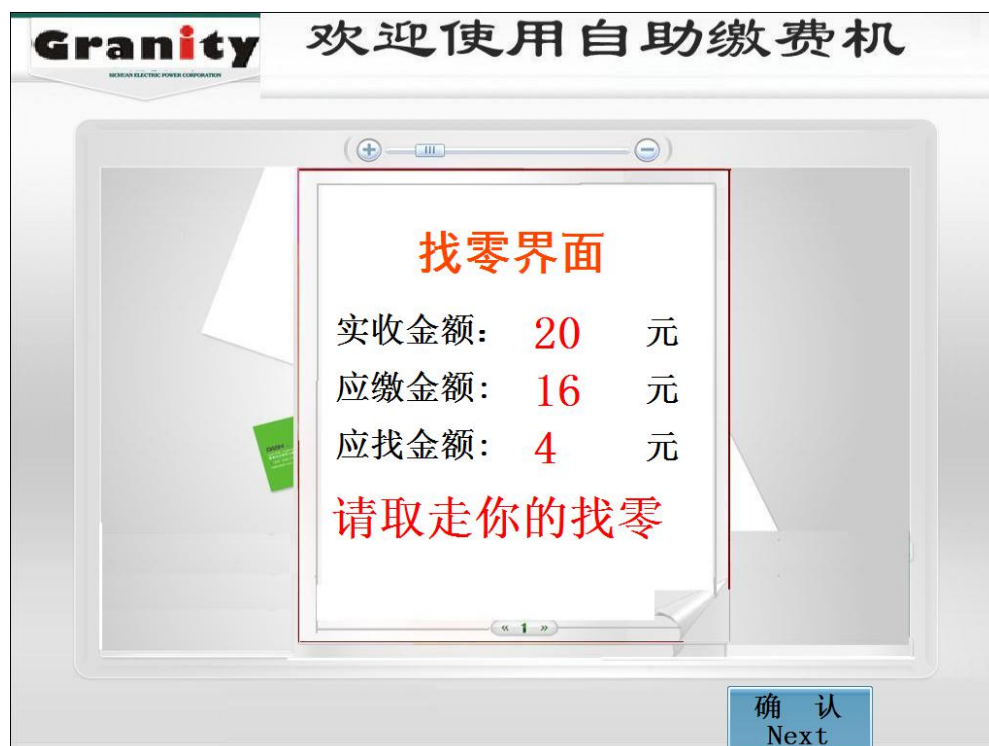 Granity
SICHUAN ELECTRIC POWER CORPORATION
欢迎使用自助缴费机
找零界面
实收金额： 20 元
应缴金额： 16 元
应找金额： 4 元
请取走你的找零
« 1 »
确 认
Next